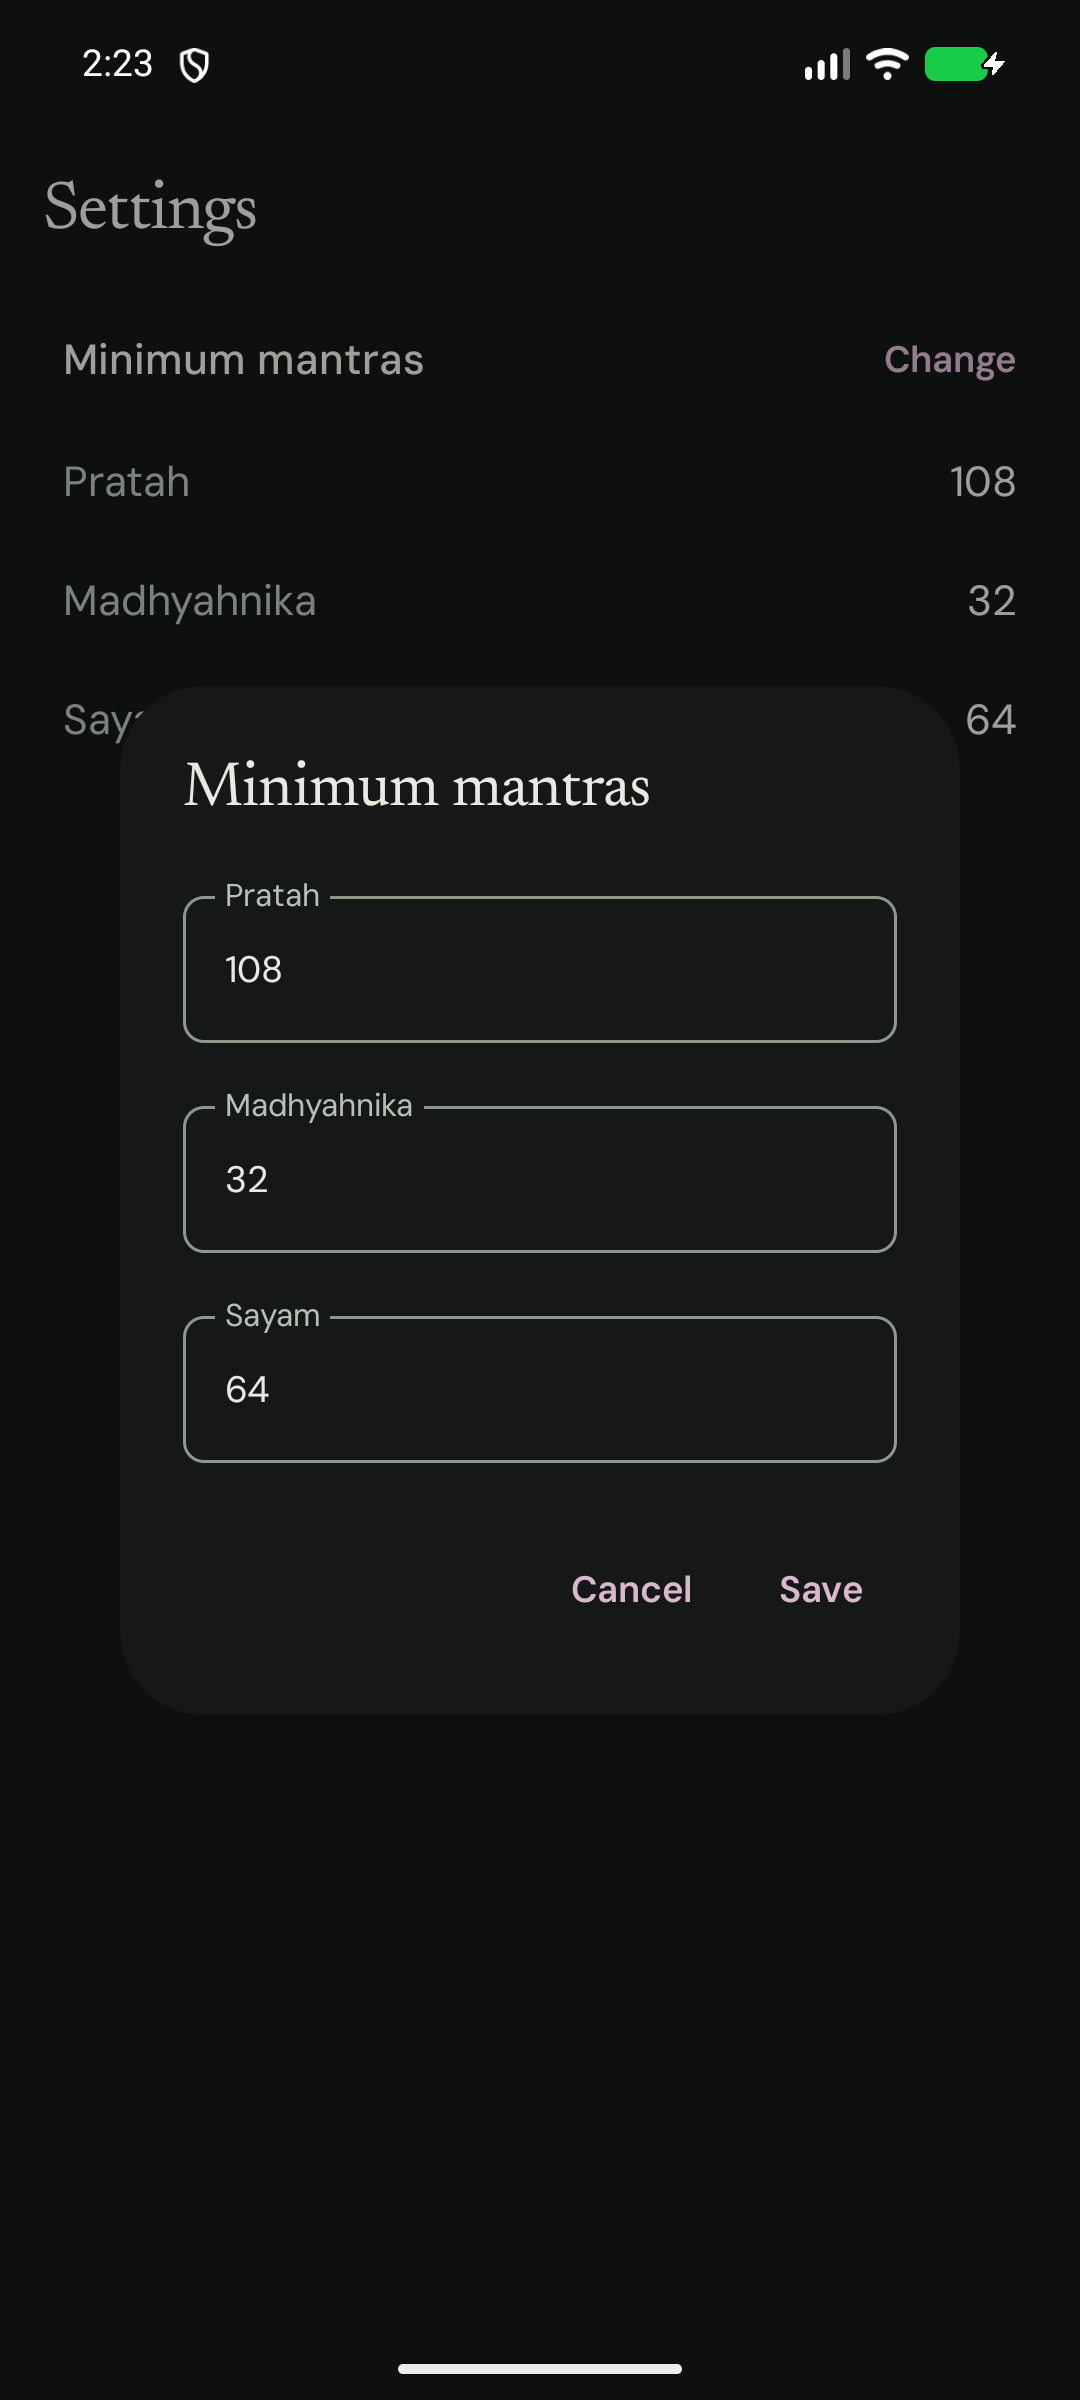 2:23
Settings
Minimum mantras Change
Pratah 108
Madhyahnika 32
64
Minimum mantras
Pratah
108
Madhyahnika
32
Sayam
64
Cancel Save